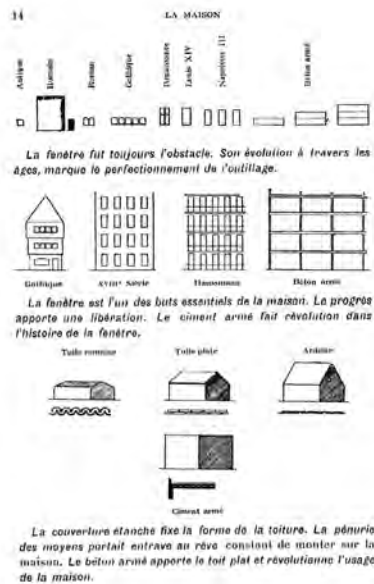 14 LA MAISON
Antique
Romaine
Roman
Gothique
Renaissance
Louis XIV
Napoléon III
Béton armé
La fenêtre fut toujours l'obstacle. Son évolution à travers les
âges, marque le perfectionnement de l'outillage.
Gothique XVIIIe Siècle Haussmann Béton armé
La fenêtre est l'un des buts essentiels de la maison. Le progrès
apporte une libération. Le ciment armé fait révolution dans
l'histoire de la fenêtre.
Tuile romaine Tuile plate Ardoise
Ciment armé
La couverture étanche fixe la forme de la toiture. La pénurie
des moyens portait entrave au rêve constant de monter sur la
maison. Le béton armé apporte le toit plat et révolutionne l'usage
de la maison.